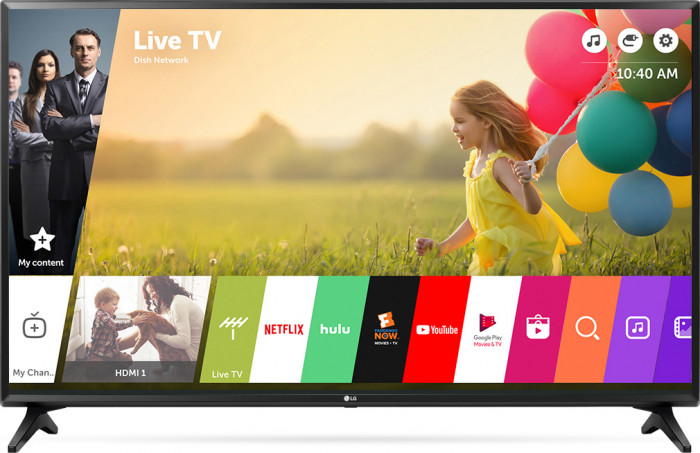 Live TV
Dish Network
10:40 AM
My content
My Chan..
HDMI 1
Live TV
NETFLIX
hulu
FANDANGO
NOW
MOVIES + TV
YouTube
Google Play
Movies & TV
LG